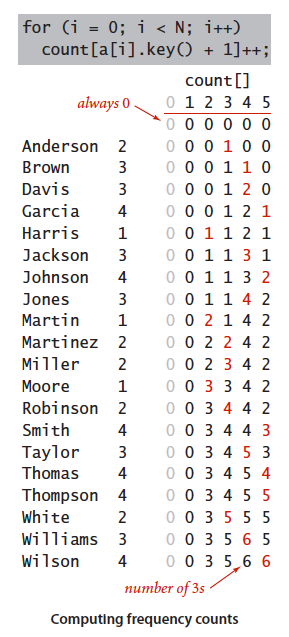 for (i = 0; i < N; i++)
count[a[i].key() + 1]++;
count[]
always 0 0 1 2 3 4 5
0 0 0 0 0 0
Anderson 2 0 0 0 1 0 0
Brown 3 0 0 0 1 1 0
Davis 3 0 0 0 1 2 0
Garcia 4 0 0 0 1 2 1
Harris 1 0 0 1 1 2 1
Jackson 3 0 0 1 1 3 1
Johnson 4 0 0 1 1 3 2
Jones 3 0 0 1 1 4 2
Martin 1 0 0 2 1 4 2
Martinez 2 0 0 2 2 4 2
Miller 2 0 0 2 3 4 2
Moore 1 0 0 3 3 4 2
Robinson 2 0 0 3 4 4 2
Smith 4 0 0 3 4 4 3
Taylor 3 0 0 3 4 5 3
Thomas 4 0 0 3 4 5 4
Thompson 4 0 0 3 4 5 5
White 2 0 0 3 5 5 5
Williams 3 0 0 3 5 6 5
Wilson 4 0 0 3 5 6 6
number of 3s
Computing frequency counts